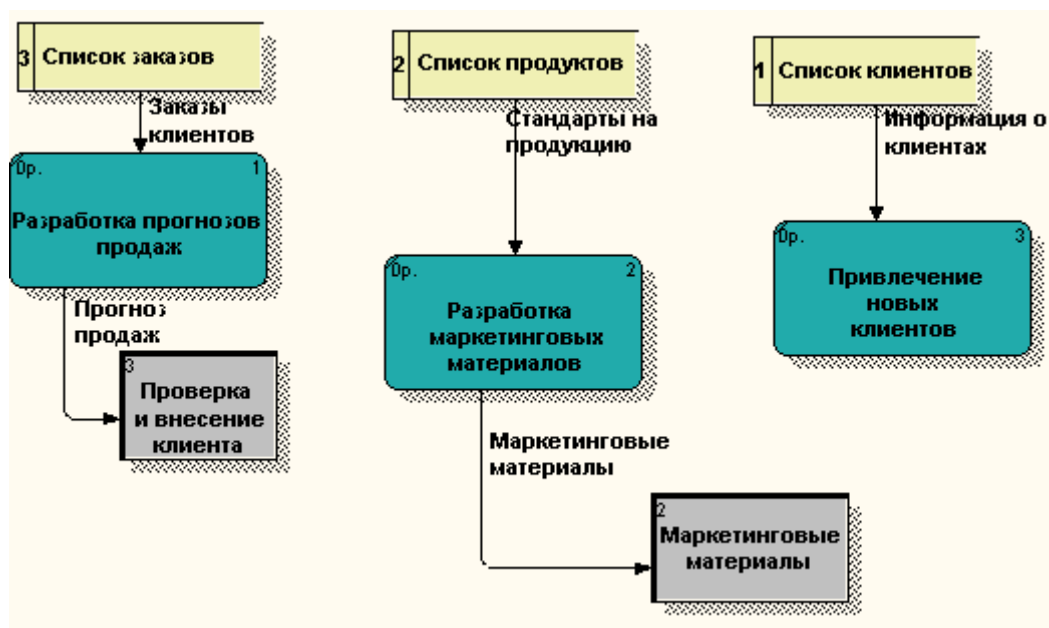 3 Список заказов
Заказы
клиентов
0р. 1
Разработка прогнозов
продаж
Прогноз
продаж
3
Проверка
и внесение
клиента
2 Список продуктов
Стандарты на
продукцию
0р. 2
Разработка
маркетинговых
материалов
Маркетинговые
материалы
2
Маркетинговые
материалы
1 Список клиентов
Информация о
клиентах
0р. 3
Привлечение
новых
клиентов